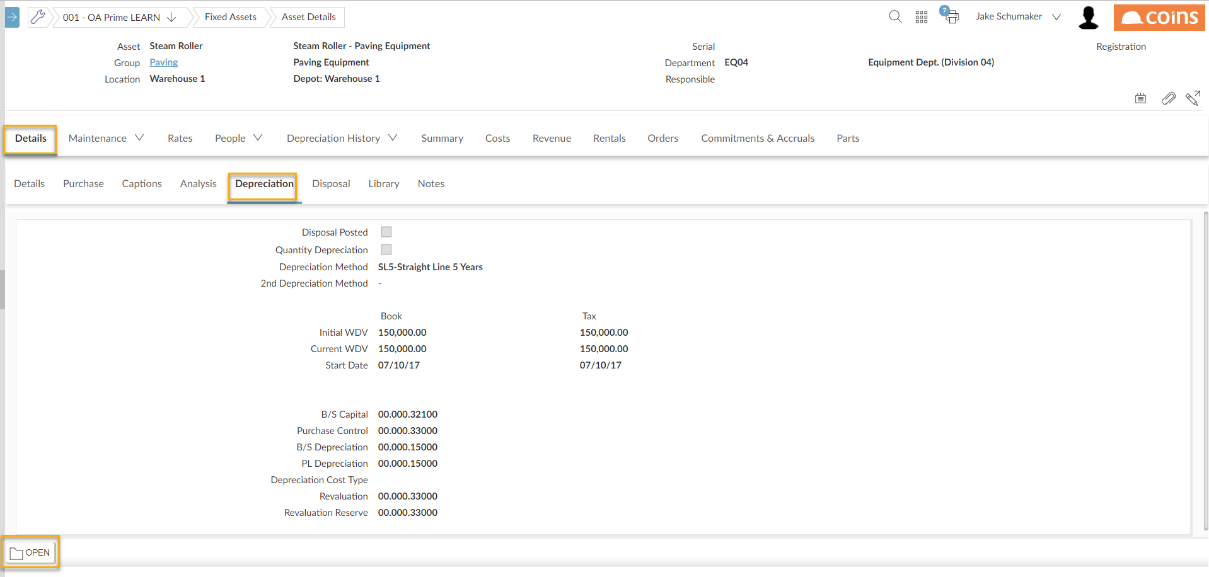 001 - OA Prime LEARN Fixed Assets Asset Details 7 Jake Schumaker coins
Asset Steam Roller Steam Roller - Paving Equipment Serial Registration
Group Paving Paving Equipment Department EQ04 Equipment Dept. (Division 04)
Location Warehouse 1 Depot: Warehouse 1 Responsible
Details Maintenance Rates People Depreciation History Summary Costs Revenue Rentals Orders Commitments & Accruals Parts
Details Purchase Captions Analysis Depreciation Disposal Library Notes
Disposal Posted
Quantity Depreciation
Depreciation Method SL5-Straight Line 5 Years
2nd Depreciation Method -
Book Tax
Initial WDV 150,000.00 150,000.00
Current WDV 150,000.00 150,000.00
Start Date 07/10/17 07/10/17
B/S Capital 00.000.32100
Purchase Control 00.000.33000
B/S Depreciation 00.000.15000
PL Depreciation 00.000.15000
Depreciation Cost Type
Revaluation 00.000.33000
Revaluation Reserve 00.000.33000
OPEN